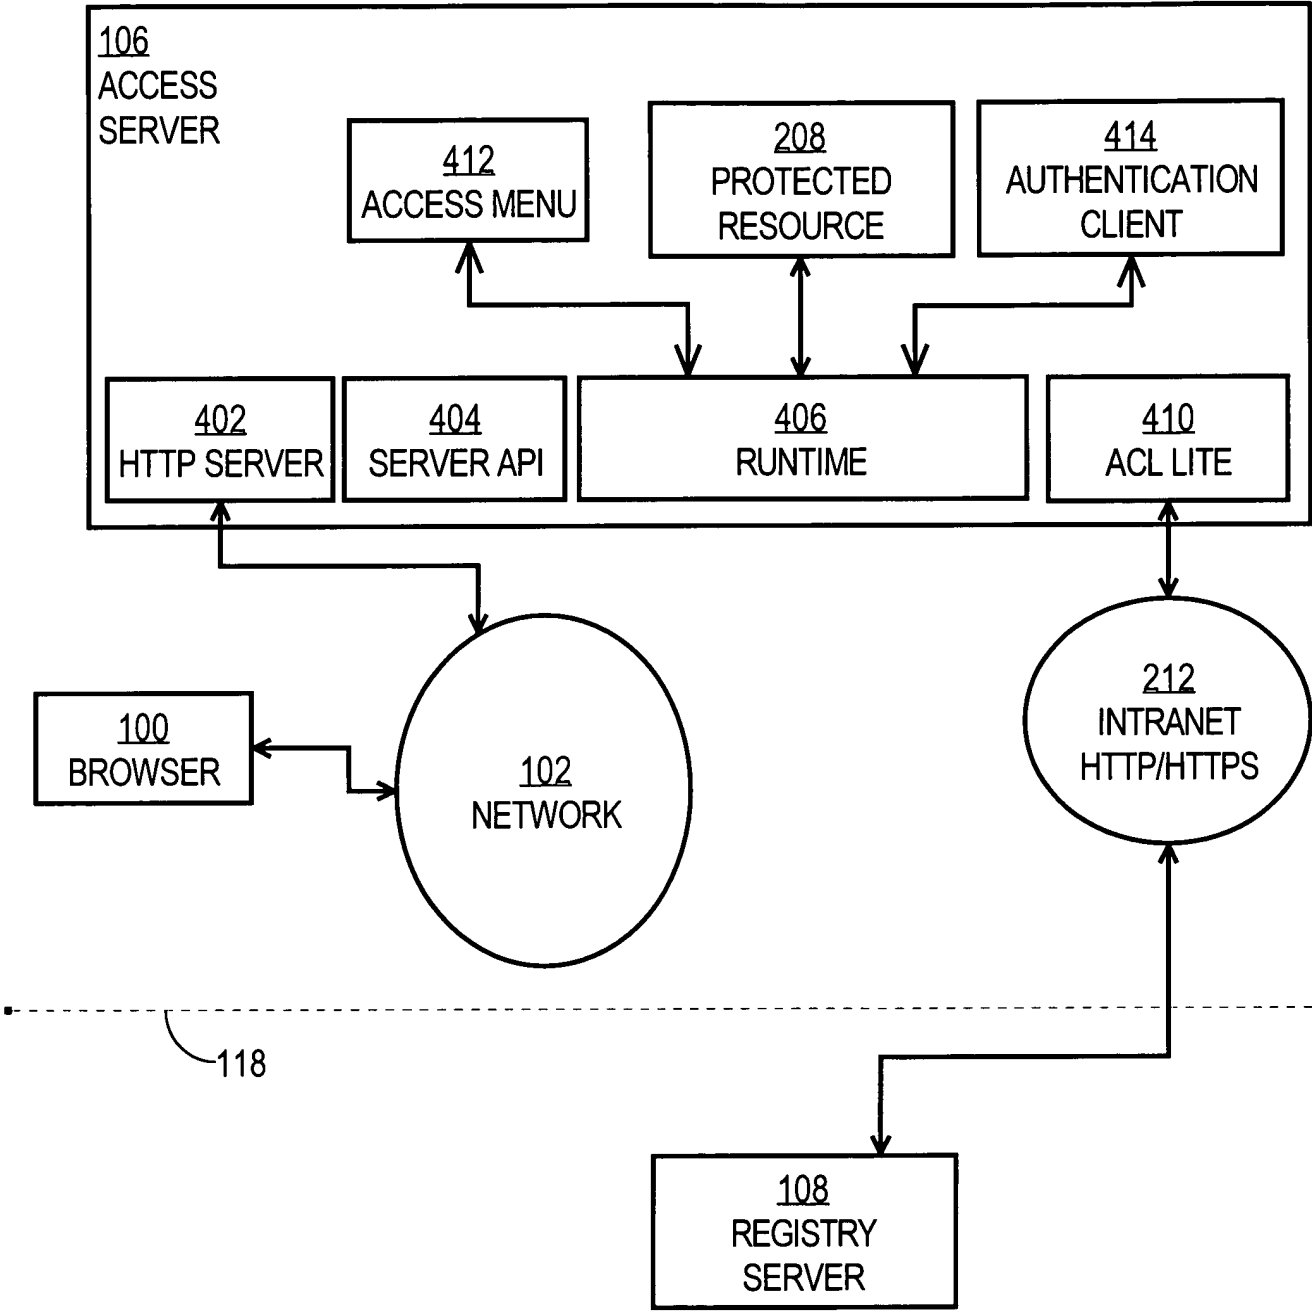 106
ACCESS
SERVER
412
ACCESS MENU
208
PROTECTED
RESOURCE
414
AUTHENTICATION
CLIENT
402
HTTP SERVER
404
SERVER API
406
RUNTIME
410
ACL LITE
100
BROWSER
102
NETWORK
212
INTRANET
HTTP/HTTPS
118
108
REGISTRY
SERVER